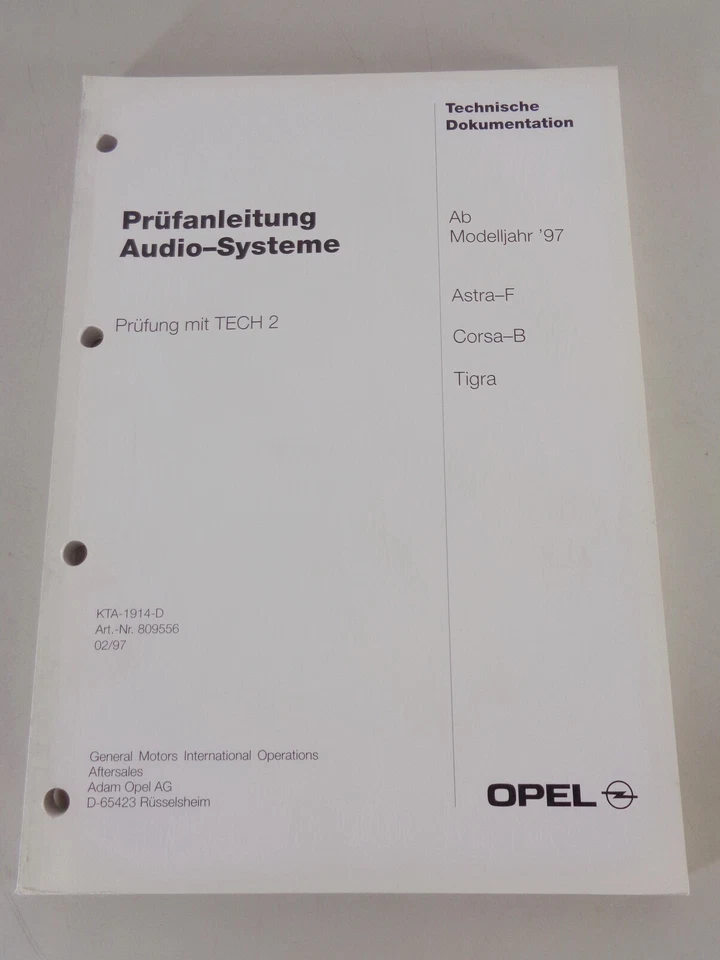 Technische
Dokumentation
Prüfanleitung
Audio–Systeme
Prüfung mit TECH 2
Ab
Modelljahr '97
Astra–F
Corsa–B
Tigra
KTA-1914-D
Art.-Nr. 809556
02/97
General Motors International Operations
Aftersales
Adam Opel AG
D-65423 Rüsselsheim
OPEL